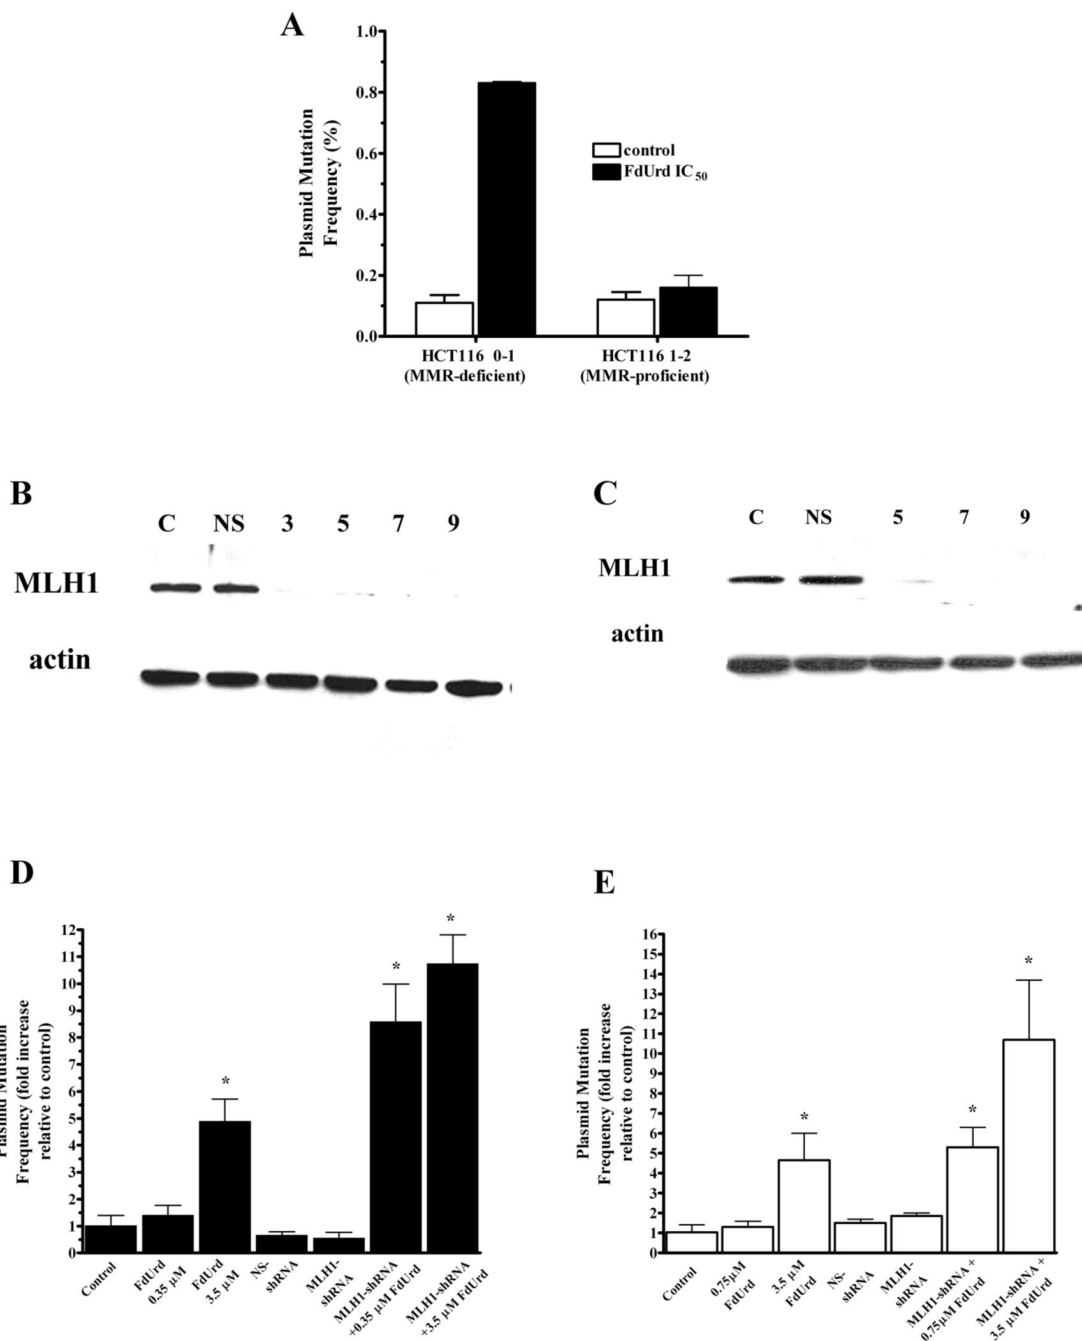 A
1.0
0.8
0.6
0.4
0.2
0.0
Plasmid Mutation
Frequency (%)
control
FdUrd IC50
HCT116 0-1
(MMR-deficient)
HCT116 1-2
(MMR-proficient)
B
C NS 3 5 7 9
MLH1
actin
C
C NS 5 7 9
MLH1
actin
D
12
11
10
9
8
7
6
5
4
3
2
1
0
Mutation
Frequency (fold increase
relative to control)
*
*
*
Control
FdUrd
0.35 µM
FdUrd
3.5 µM
NS-
shRNA
MLH1-
shRNA
MLH1-shRNA
+0.35 µM FdUrd
MLH1-shRNA
+3.5 µM FdUrd
E
16
15
14
13
12
11
10
9
8
7
6
5
4
3
2
1
0
Plasmid Mutation
Frequency (fold increase
relative to control)
*
*
*
Control
0.75µM
FdUrd
3.5 µM
FdUrd
NS-
shRNA
MLH1-
shRNA
MLH1-shRNA +
0.75µM FdUrd
MLH1-shRNA +
3.5 µM FdUrd